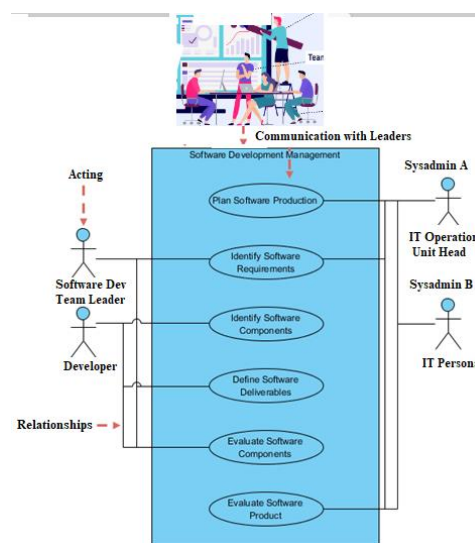 Team
Communication with Leaders
Software Development Management
Sysadmin A
Acting
Plan Software Production
IT Operation
Unit Head
Identify Software
Requirements
Software Dev
Team Leader
Sysadmin B
Identify Software
Components
Developer
IT Person
Define Software
Deliverables
Relationships
Evaluate Software
Components
Evaluate Software
Product